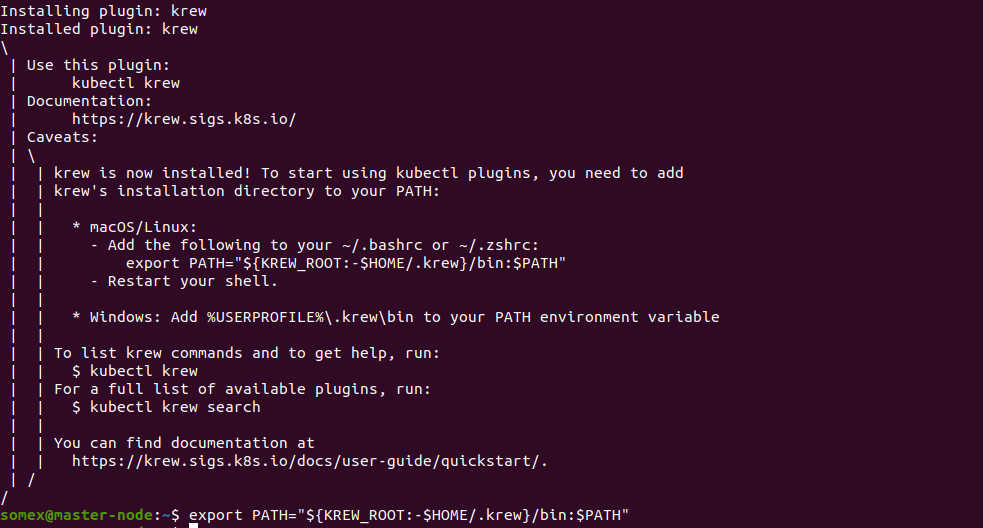 Installing plugin: krew
Installed plugin: krew
\
 | Use this plugin:
 |      kubectl krew
 | Documentation:
 |      https://krew.sigs.k8s.io/
 | Caveats:
 | \
 |  | krew is now installed! To start using kubectl plugins, you need to add
 |  | krew's installation directory to your PATH:
 |  |
 |  |   * macOS/Linux:
 |  |     - Add the following to your ~/.bashrc or ~/.zshrc:
 |  |         export PATH="${KREW_ROOT:-$HOME/.krew}/bin:$PATH"
 |  |     - Restart your shell.
 |  |
 |  |   * Windows: Add %USERPROFILE%\.krew\bin to your PATH environment variable
 |  |
 |  | To list krew commands and to get help, run:
 |  |   $ kubectl krew
 |  | For a full list of available plugins, run:
 |  |   $ kubectl krew search
 |  |
 |  | You can find documentation at
 |  |   https://krew.sigs.k8s.io/docs/user-guide/quickstart/.
 | /
/
somex@master-node:~$ export PATH="${KREW_ROOT:-$HOME/.krew}/bin:$PATH"